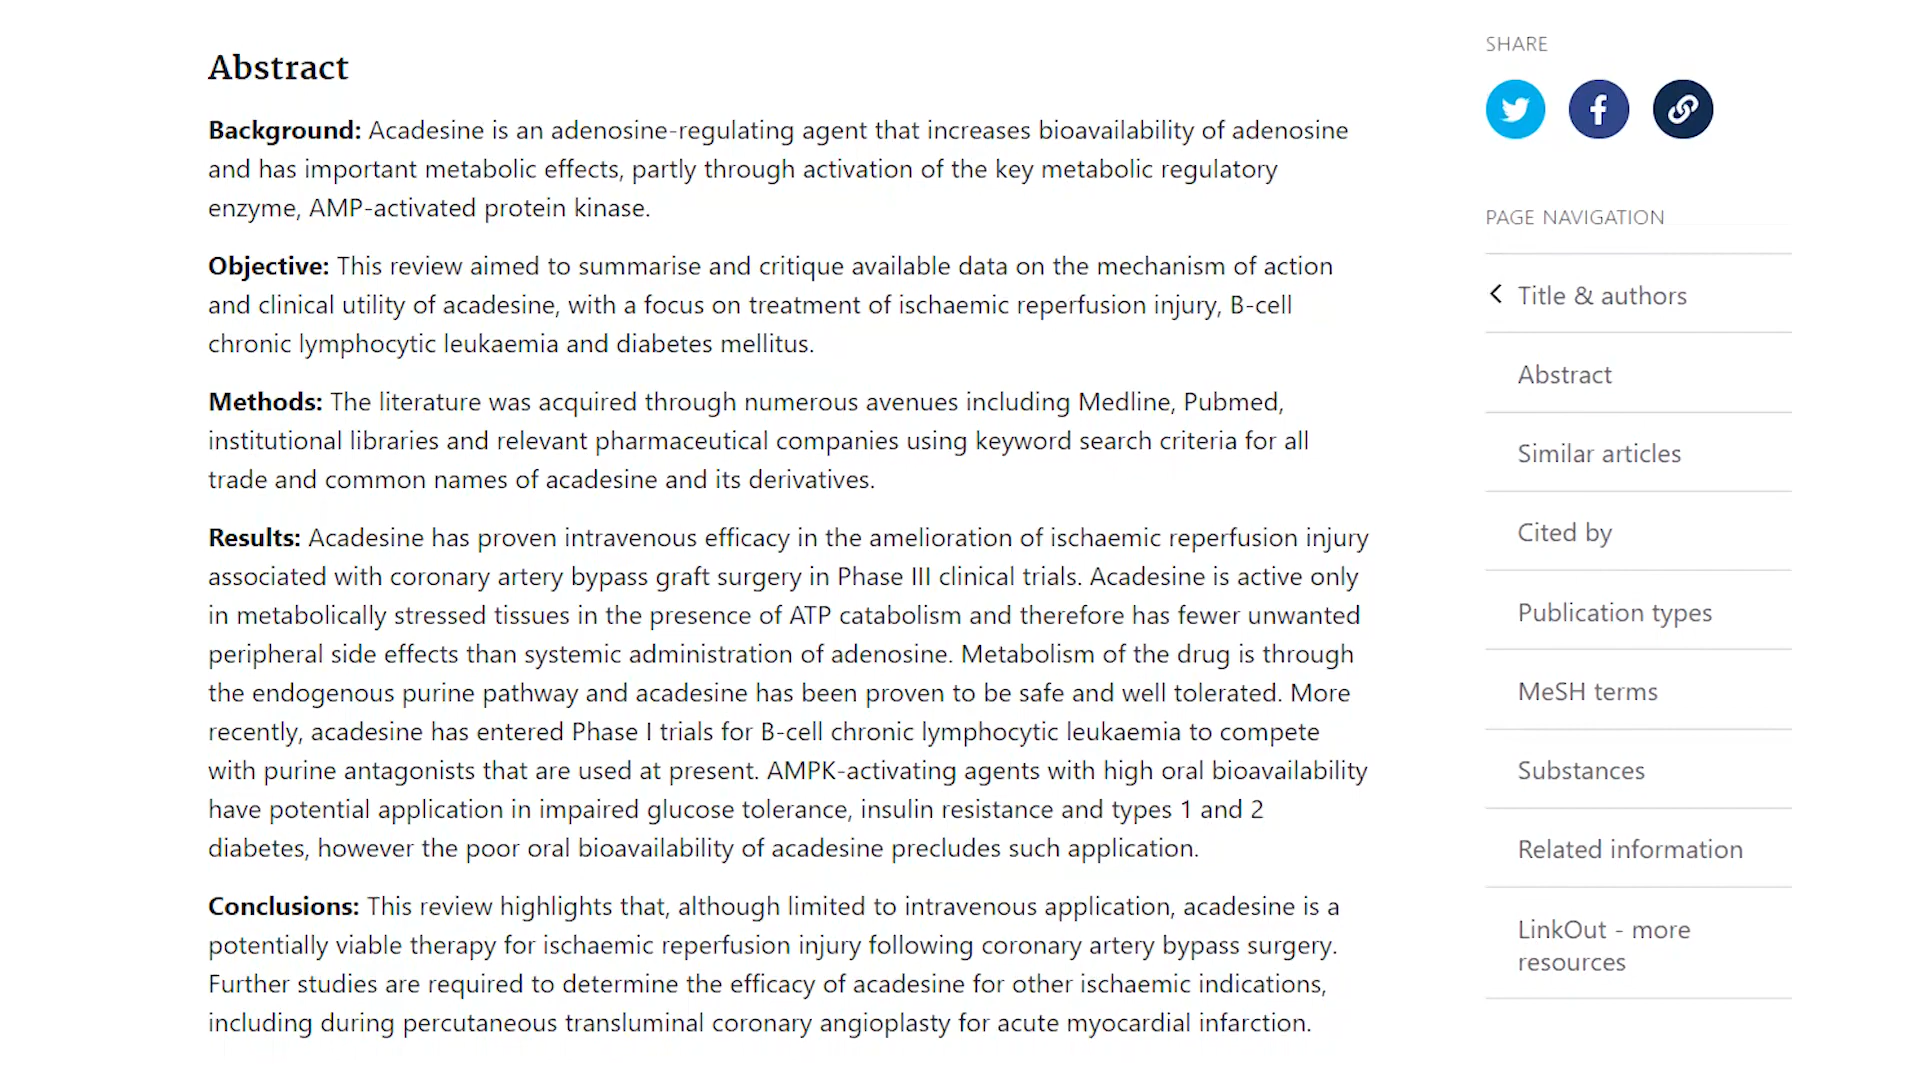 Abstract
Background: Acadesine is an adenosine-regulating agent that increases bioavailability of adenosine
and has important metabolic effects, partly through activation of the key metabolic regulatory
enzyme, AMP-activated protein kinase.
Objective: This review aimed to summarise and critique available data on the mechanism of action
and clinical utility of acadesine, with a focus on treatment of ischaemic reperfusion injury, B-cell
chronic lymphocytic leukaemia and diabetes mellitus.
Methods: The literature was acquired through numerous avenues including Medline, Pubmed,
institutional libraries and relevant pharmaceutical companies using keyword search criteria for all
trade and common names of acadesine and its derivatives.
Results: Acadesine has proven intravenous efficacy in the amelioration of ischaemic reperfusion injury
associated with coronary artery bypass graft surgery in Phase III clinical trials. Acadesine is active only
in metabolically stressed tissues in the presence of ATP catabolism and therefore has fewer unwanted
peripheral side effects than systemic administration of adenosine. Metabolism of the drug is through
the endogenous purine pathway and acadesine has been proven to be safe and well tolerated. More
recently, acadesine has entered Phase I trials for B-cell chronic lymphocytic leukaemia to compete
with purine antagonists that are used at present. AMPK-activating agents with high oral bioavailability
have potential application in impaired glucose tolerance, insulin resistance and types 1 and 2
diabetes, however the poor oral bioavailability of acadesine precludes such application.
Conclusions: This review highlights that, although limited to intravenous application, acadesine is a
potentially viable therapy for ischaemic reperfusion injury following coronary artery bypass surgery.
Further studies are required to determine the efficacy of acadesine for other ischaemic indications,
including during percutaneous transluminal coronary angioplasty for acute myocardial infarction.
SHARE
PAGE NAVIGATION
Title & authors
Abstract
Similar articles
Cited by
Publication types
MeSH terms
Substances
Related information
LinkOut - more
resources